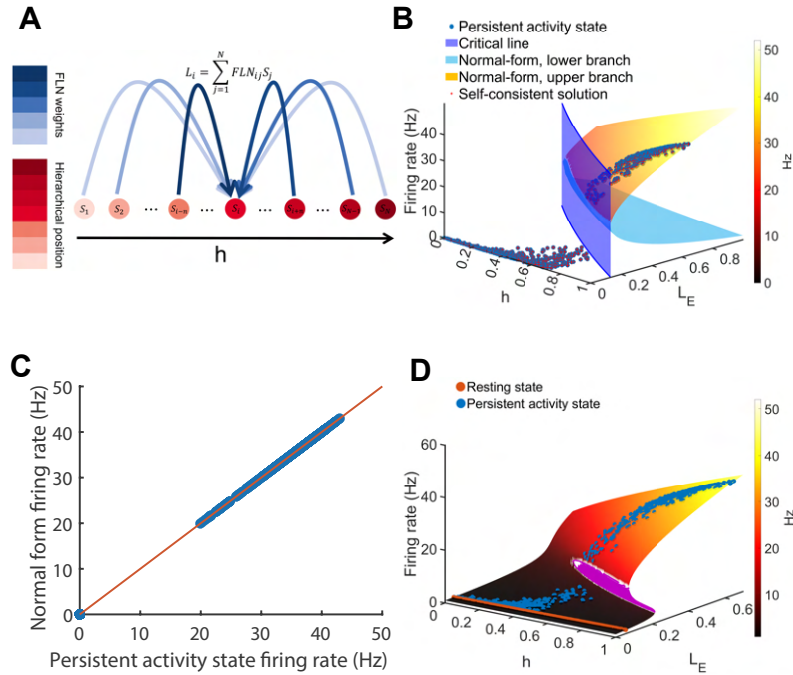 A
FLN weights
Hierarchical position
L_i = \sum_{j=1}^{N} FLN_{ij} S_j
S_1 S_2 ... S_{i-n} ... S_i ... S_{i+n} ... S_N
h
B
Persistent activity state
Critical line
Normal-form, lower branch
Normal-form, upper branch
Self-consistent solution
Firing rate (Hz)
40
30
20
10
0
0 0.2 0.4 0.6 0.8 1
h
0 0.2 0.4 0.6 0.8
L_E
50
40
30
20
10
0
Hz
C
Normal form firing rate (Hz)
50
40
30
20
10
0
0 10 20 30 40 50
Persistent activity state firing rate (Hz)
D
Resting state
Persistent activity state
Firing rate (Hz)
60
40
20
0
0.2 0.4 0.6 0.8 1
h
0 0.2 0.4 0.6
L_E
50
40
30
20
10
Hz